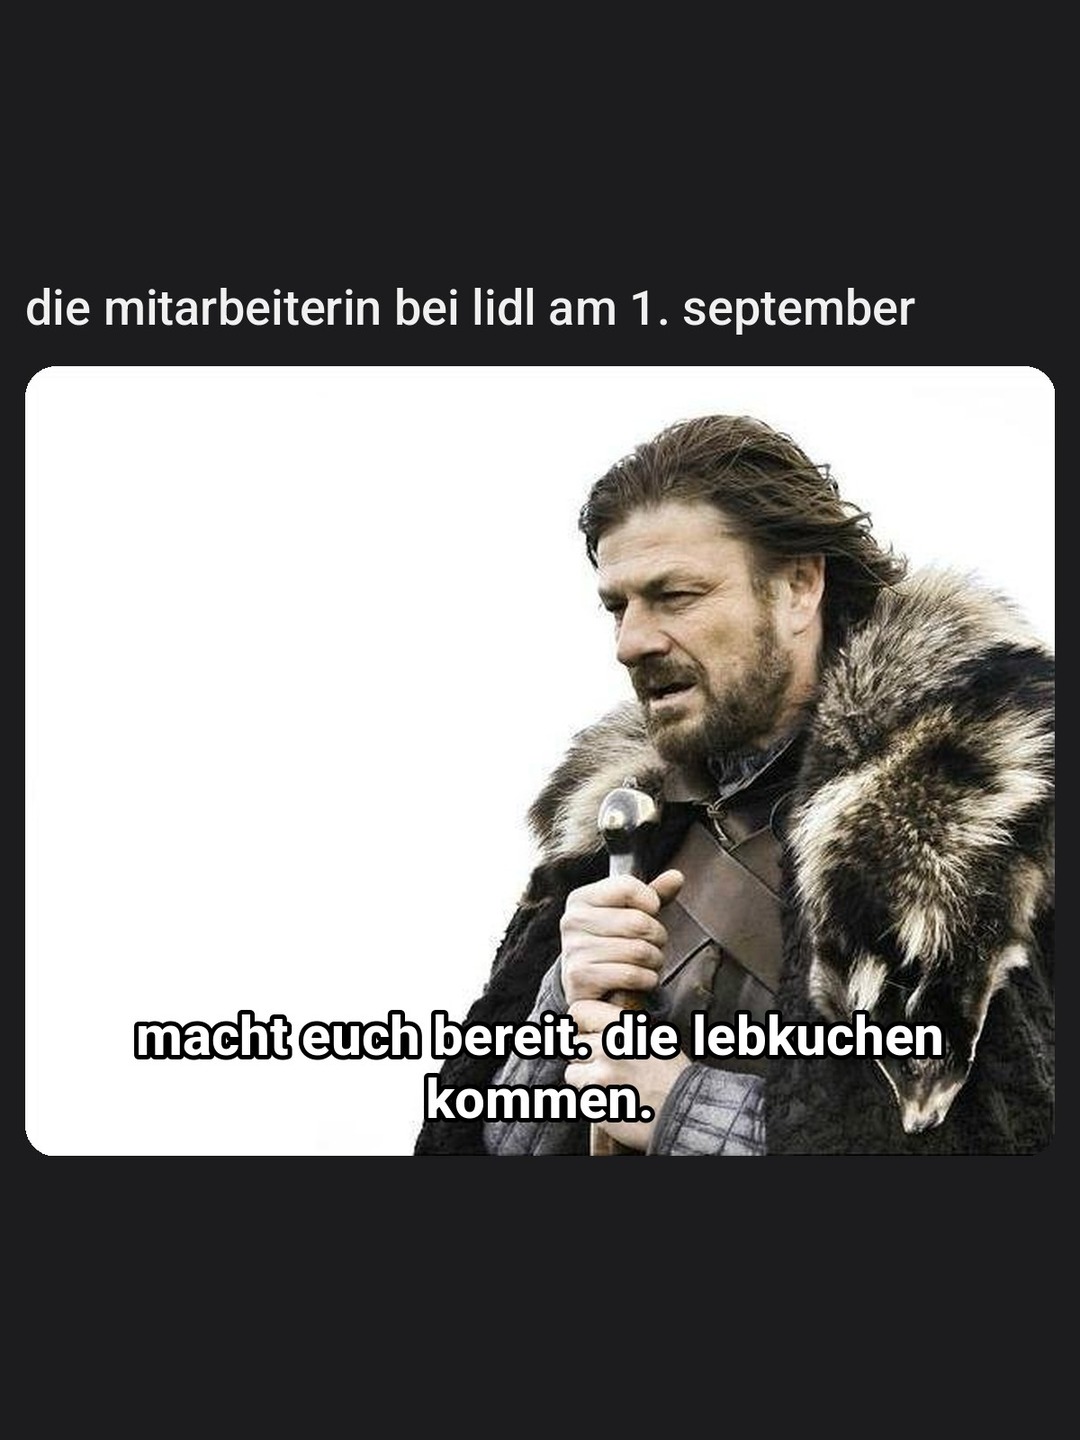 die mitarbeiterin bei lidl am 1. september
macht euch bereit. die lebkuchen
kommen.